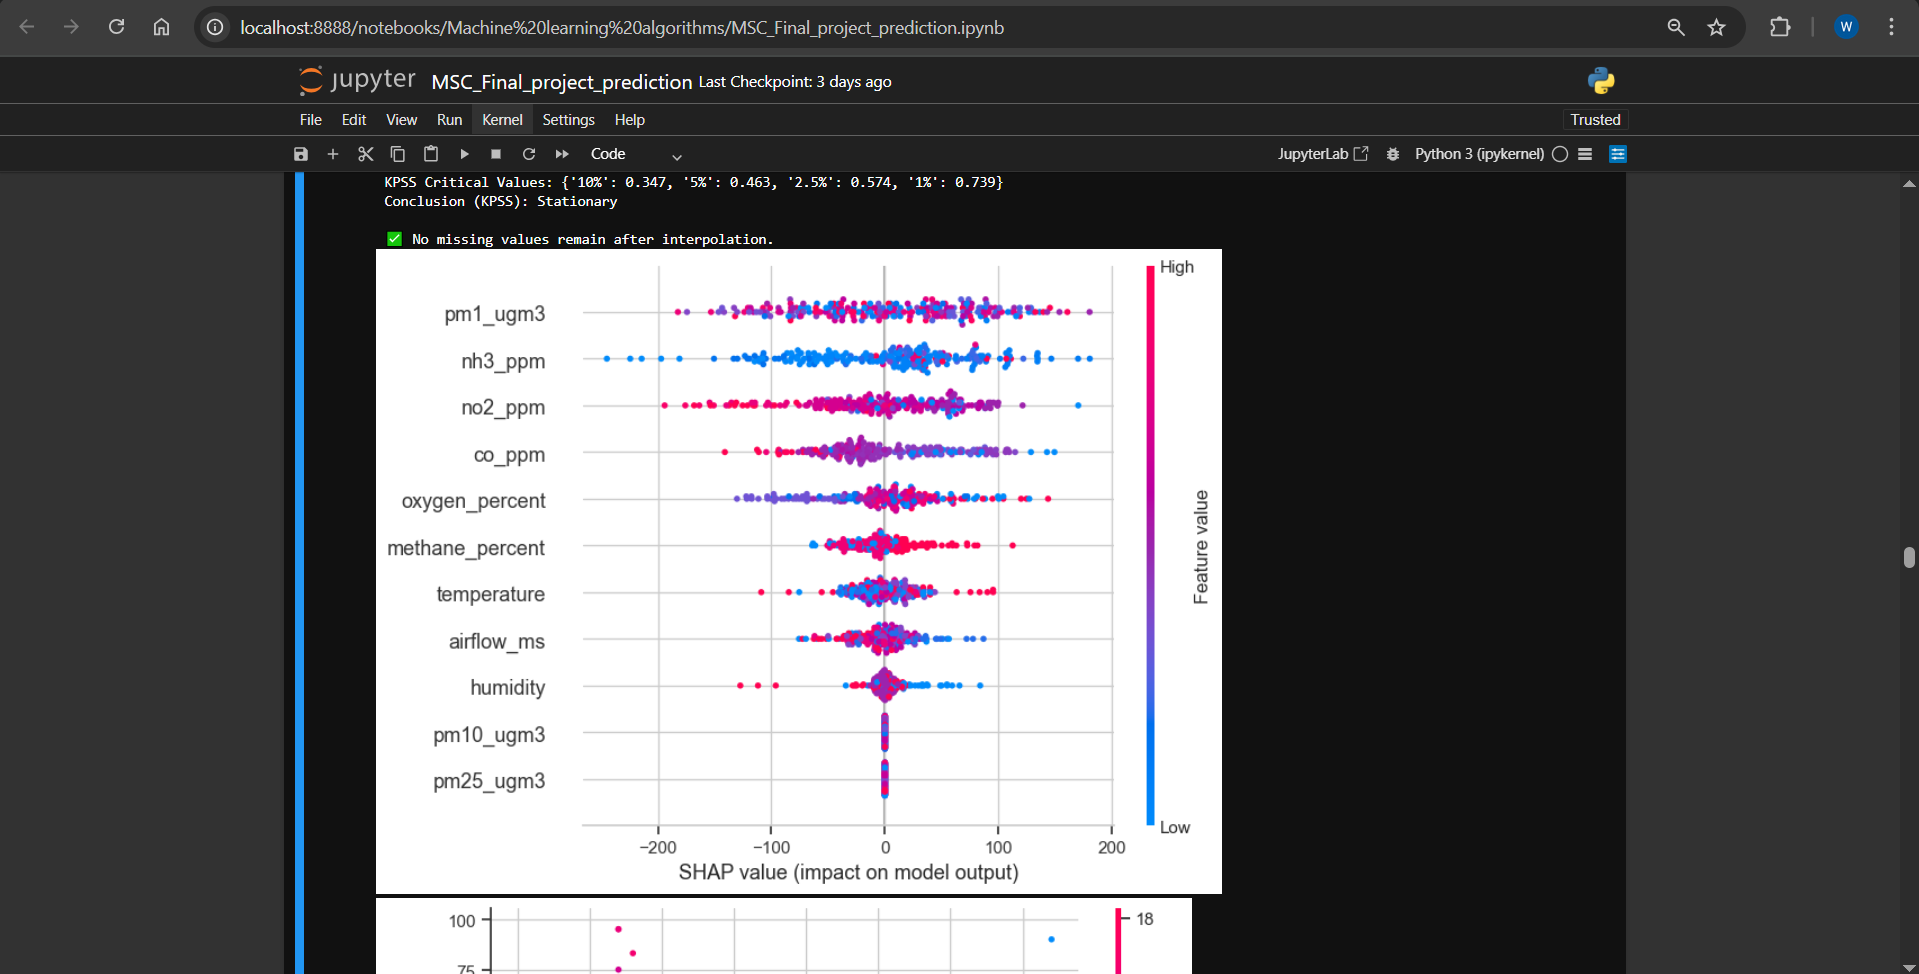 localhost:8888/notebooks/Machine%20learning%20algorithms/MSC_Final_project_prediction.ipynb
W
jupyter MSC_Final_project_prediction Last Checkpoint: 3 days ago
File Edit View Run Kernel Settings Help Trusted
Code JupyterLab Python 3 (ipykernel)
KPSS Critical Values: {'10%': 0.347, '5%': 0.463, '2.5%': 0.574, '1%': 0.739}
Conclusion (KPSS): Stationary
No missing values remain after interpolation.
High
pm1_ugm3
nh3_ppm
no2_ppm
co_ppm
oxygen_percent
methane_percent
temperature
airflow_ms
humidity
pm10_ugm3
pm25_ugm3
Feature value
Low
−200 −100 0 100 200
SHAP value (impact on model output)
100
18
75